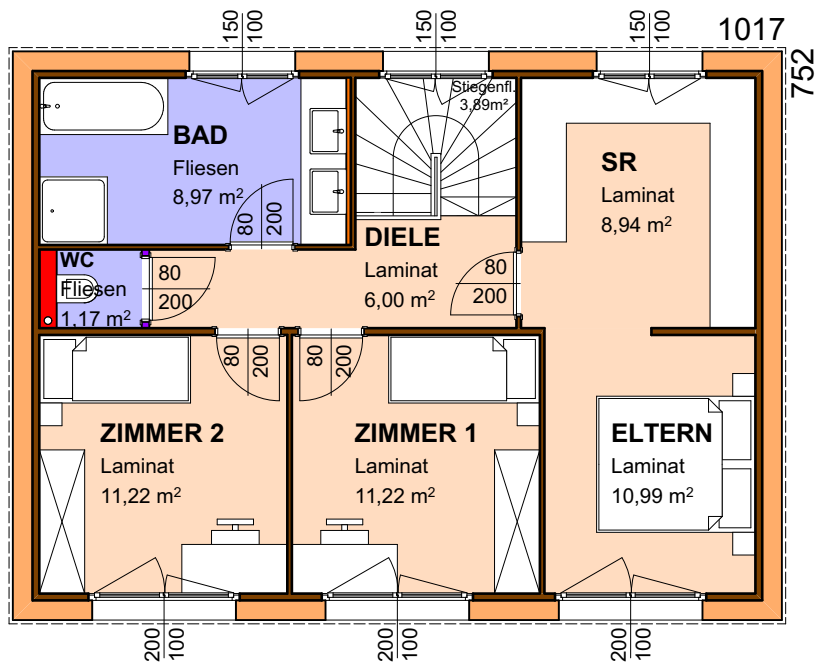 150
100
150
100
150
100
1017
752
Stiegenfl.
3,89m²
BAD
Fliesen
8,97 m²
80
200
SR
Laminat
8,94 m²
DIELE
Laminat
6,00 m²
80
200
WC
Fliesen
1,17 m²
80
200
80
200
80
200
ZIMMER 2
Laminat
11,22 m²
ZIMMER 1
Laminat
11,22 m²
ELTERN
Laminat
10,99 m²
200
100
200
100
200
100